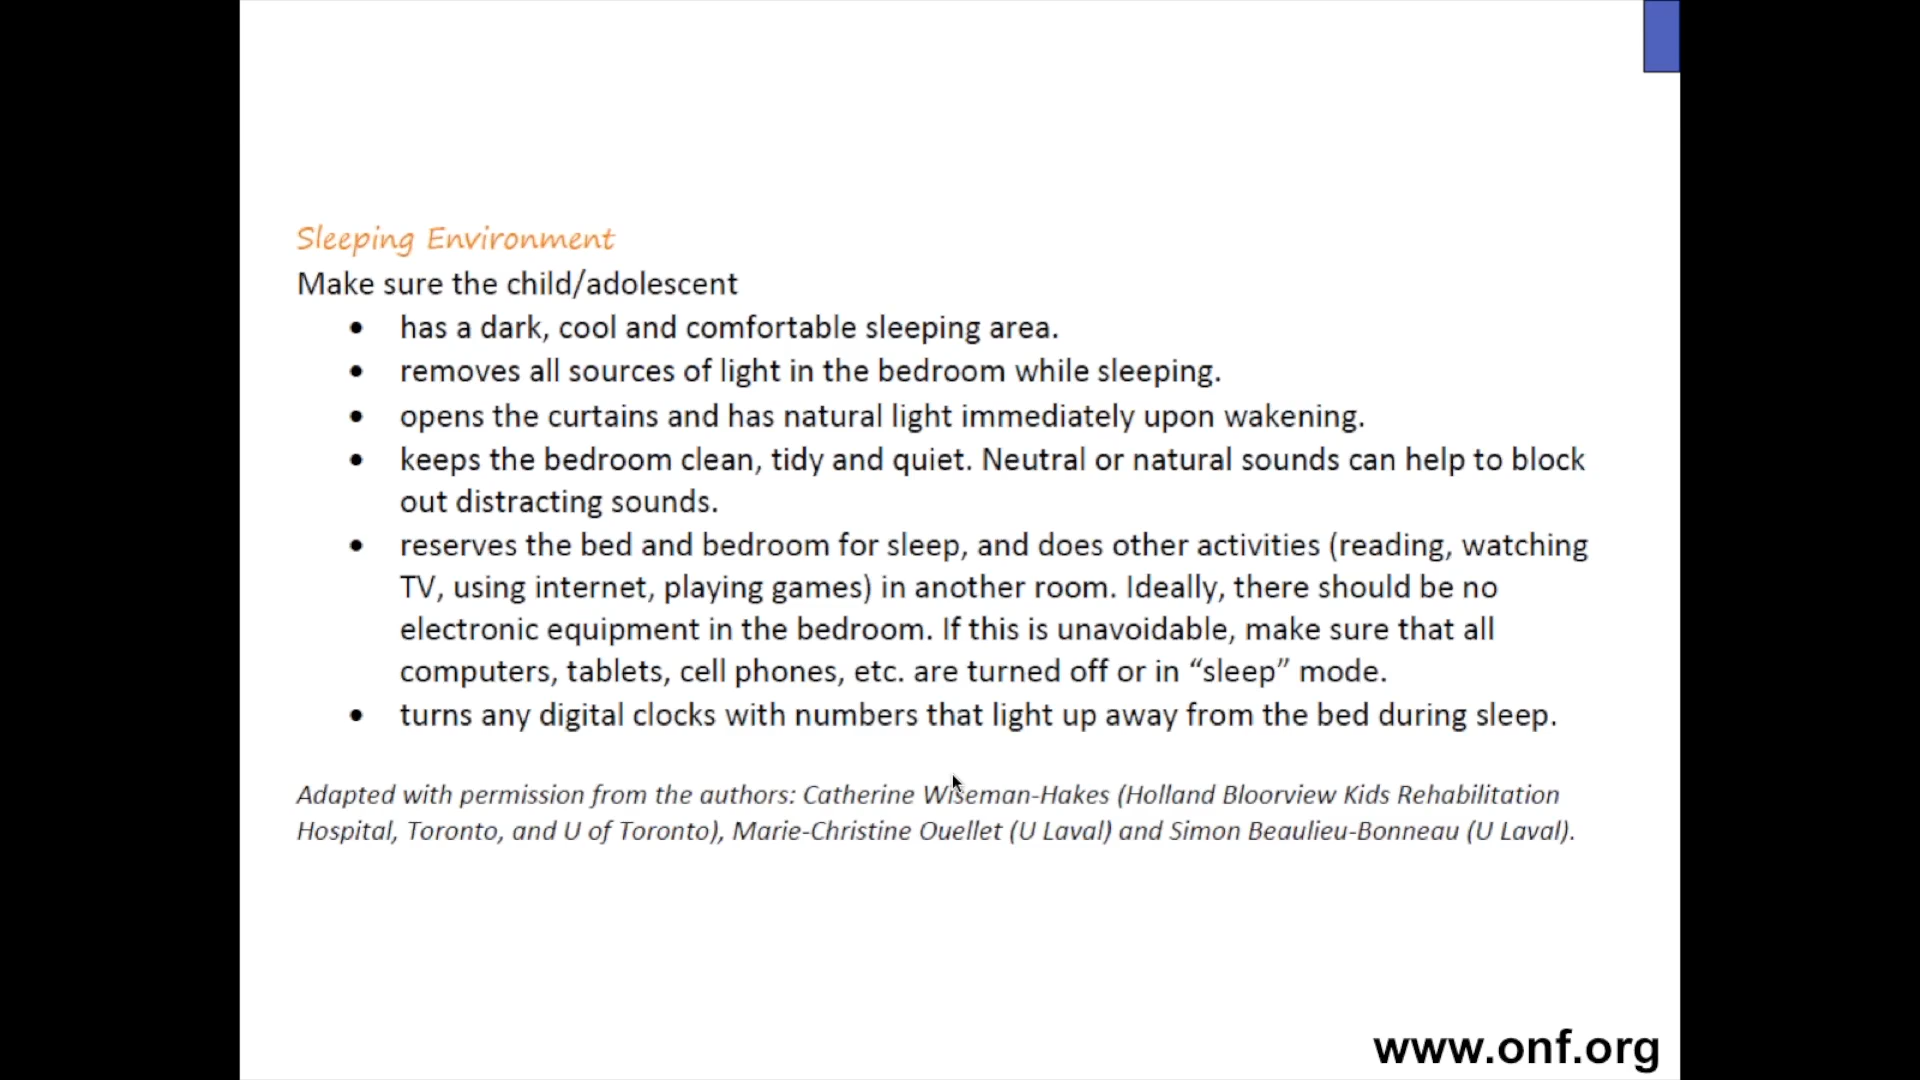 Sleeping Environment
Make sure the child/adolescent
• has a dark, cool and comfortable sleeping area.
• removes all sources of light in the bedroom while sleeping.
• opens the curtains and has natural light immediately upon wakening.
• keeps the bedroom clean, tidy and quiet. Neutral or natural sounds can help to block
out distracting sounds.
• reserves the bed and bedroom for sleep, and does other activities (reading, watching
TV, using internet, playing games) in another room. Ideally, there should be no
electronic equipment in the bedroom. If this is unavoidable, make sure that all
computers, tablets, cell phones, etc. are turned off or in “sleep” mode.
• turns any digital clocks with numbers that light up away from the bed during sleep.
Adapted with permission from the authors: Catherine Wiseman-Hakes (Holland Bloorview Kids Rehabilitation
Hospital, Toronto, and U of Toronto), Marie-Christine Ouellet (U Laval) and Simon Beaulieu-Bonneau (U Laval).
www.onf.org